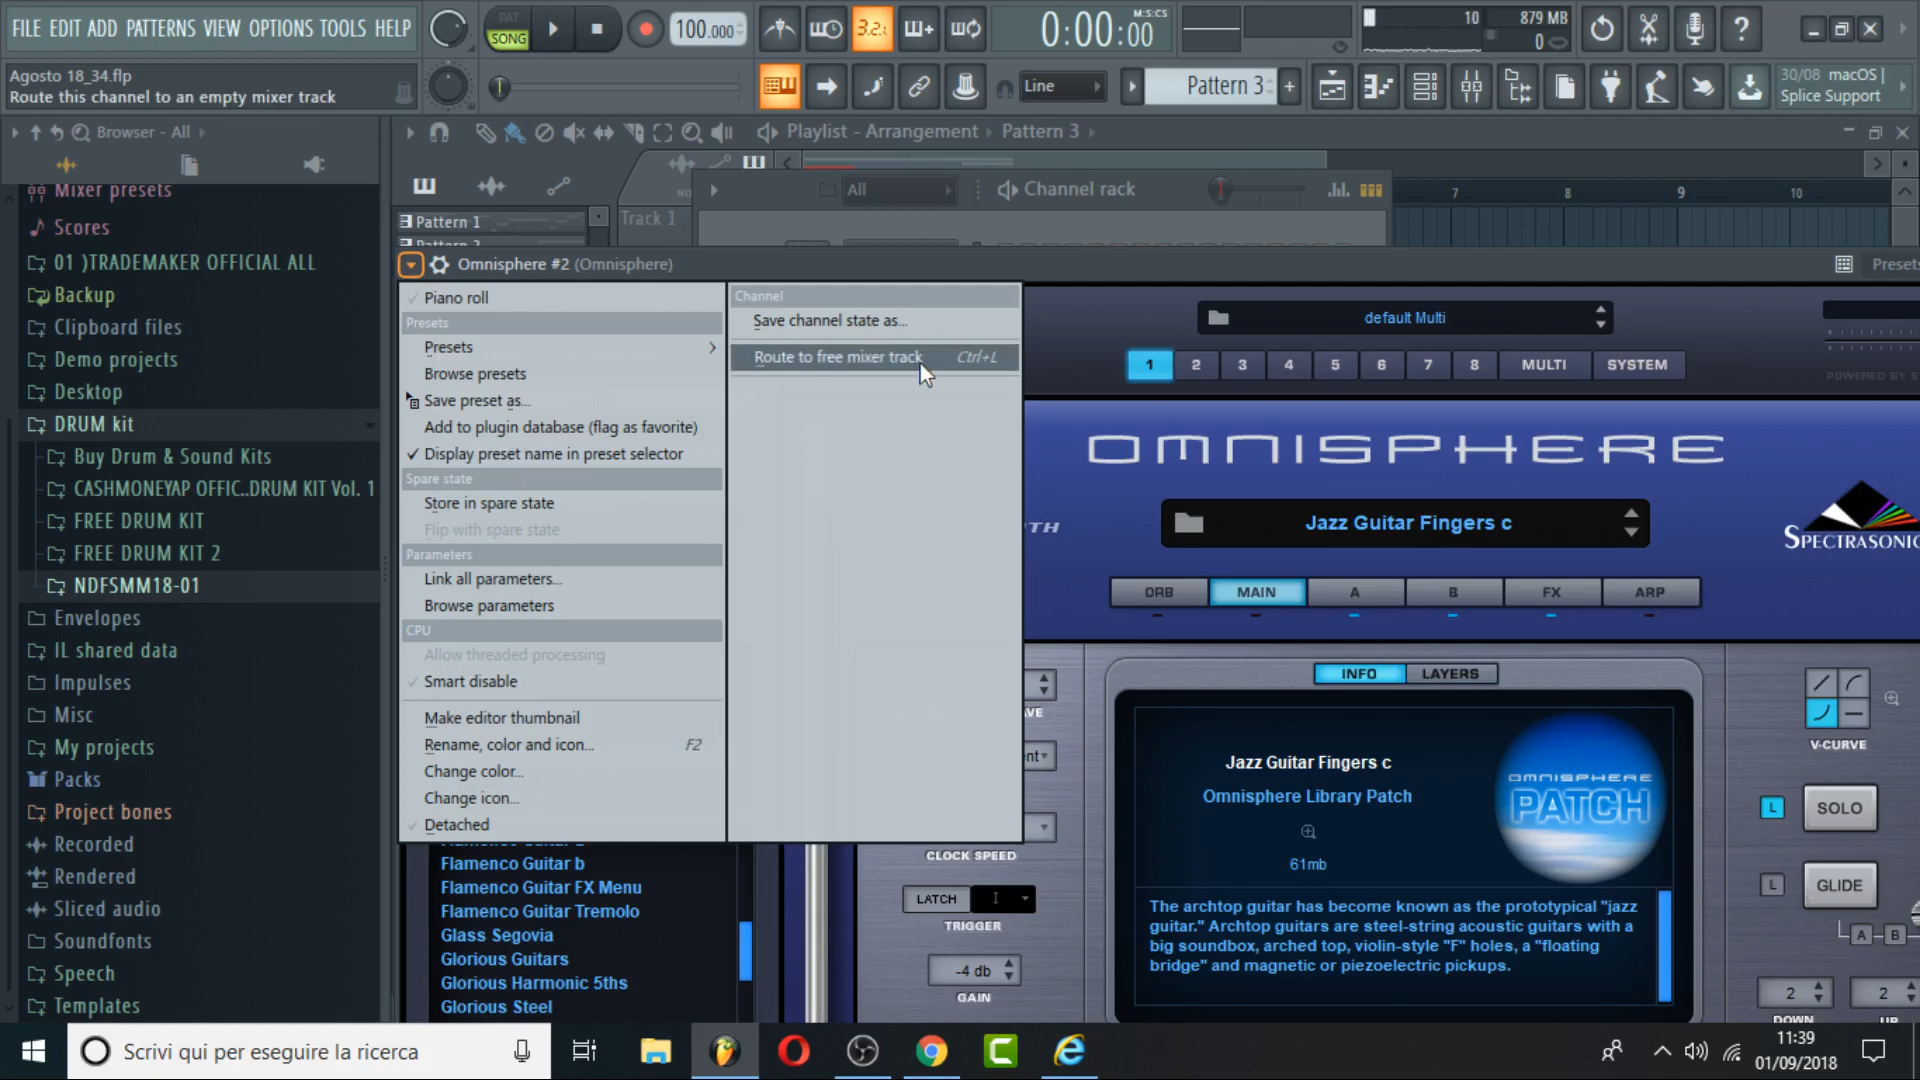 FILE EDIT ADD PATTERNS VIEW OPTIONS TOOLS HELP
PAT
SONG
100.000
3.2.
0:00:00
M:S:CS
10
879 MB
0
Agosto 18_34.flp
Route this channel to an empty mixer track
Line
Pattern 3
30/08 macOS |
Splice Support
Browser - All
Playlist - Arrangement
Pattern 3
Mixer presets
Scores
01 )TRADEMAKER OFFICIAL ALL
Backup
Clipboard files
Demo projects
Desktop
DRUM kit
Buy Drum & Sound Kits
CASHMONEYAP OFFIC..DRUM KIT Vol. 1
FREE DRUM KIT
FREE DRUM KIT 2
NDFSMM18-01
Envelopes
IL shared data
Impulses
Misc
My projects
Packs
Project bones
Recorded
Rendered
Sliced audio
Soundfonts
Speech
Templates
Pattern 1
Track 1
All
Channel rack
7
8
9
10
Omnisphere #2 (Omnisphere)
Presets
Piano roll
Presets
Presets
Browse presets
Save preset as...
Add to plugin database (flag as favorite)
Display preset name in preset selector
Spare state
Store in spare state
Flip with spare state
Parameters
Link all parameters...
Browse parameters
CPU
Allow threaded processing
Smart disable
Make editor thumbnail
Rename, color and icon... F2
Change color...
Change icon...
Detached
Channel
Save channel state as...
Route to free mixer track Ctrl+L
default Multi
1 2 3 4 5 6 7 8 MULTI SYSTEM
OMNISPHERE
Jazz Guitar Fingers c
SPECTRASONIC
ORB MAIN A B FX ARP
INFO LAYERS
Jazz Guitar Fingers c
Omnisphere Library Patch
61mb
OMNISPHERE
PATCH
The archtop guitar has become known as the prototypical "jazz
guitar." Archtop guitars are steel-string acoustic guitars with a
big soundbox, arched top, violin-style "F" holes, a "floating
bridge" and magnetic or piezoelectric pickups.
V-CURVE
L SOLO
L GLIDE
A B
2 2
DOWN UP
CLOCK SPEED
LATCH
TRIGGER
-4 db
GAIN
Flamenco Guitar b
Flamenco Guitar FX Menu
Flamenco Guitar Tremolo
Glass Segovia
Glorious Guitars
Glorious Harmonic 5ths
Glorious Steel
Scrivi qui per eseguire la ricerca
11:39
01/09/2018